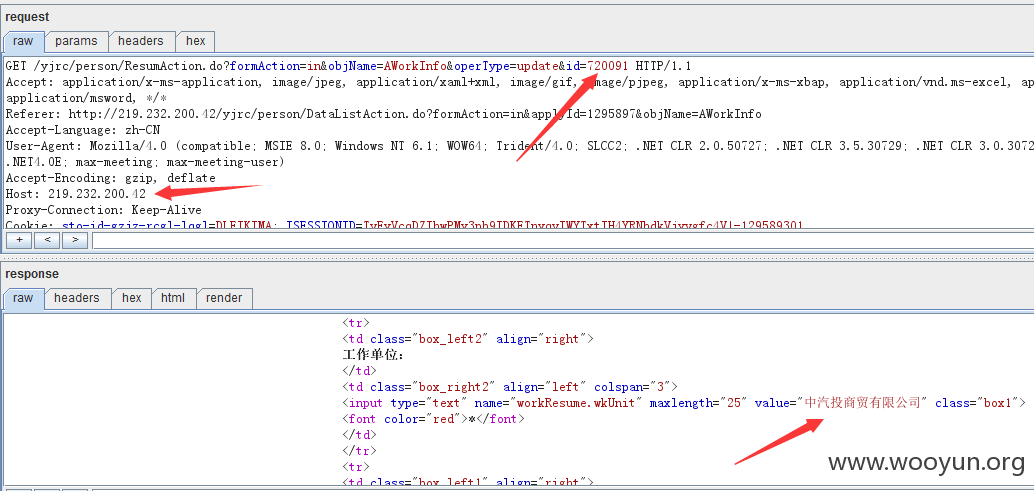 request
raw params headers hex
GET /yjrc/person/ResumAction.do?formAction=in&objName=AWorkInfo&operType=update&id=720091 HTTP/1.1
Accept: application/x-ms-application, image/jpeg, application/xaml+xml, image/gif, image/pjpeg, application/x-ms-xbap, application/vnd.ms-excel, ap
application/msword, */*
Referer: http://219.232.200.42/yjrc/person/DataListAction.do?formAction=in&applyId=1295897&objName=AWorkInfo
Accept-Language: zh-CN
User-Agent: Mozilla/4.0 (compatible; MSIE 8.0; Windows NT 6.1; WOW64; Trident/4.0; SLCC2; .NET CLR 2.0.50727; .NET CLR 3.5.30729; .NET CLR 3.0.3072
.NET4.0E; max-meeting; max-meeting-user)
Accept-Encoding: gzip, deflate
Host: 219.232.200.42
Proxy-Connection: Keep-Alive
+ < >
response
raw headers hex html render
<tr>
<td class="box_left2" align="right">
工作单位:
</td>
<td class="box_right2" align="left" colspan="3">
<input type="text" name="workResume.wkUnit" maxlength="25" value="中汽投商贸有限公司" class="box1">
<font color="red">*</font>
</td>
</tr>
<tr>
<td class="box_left1" align="right">
www.wooyun.org